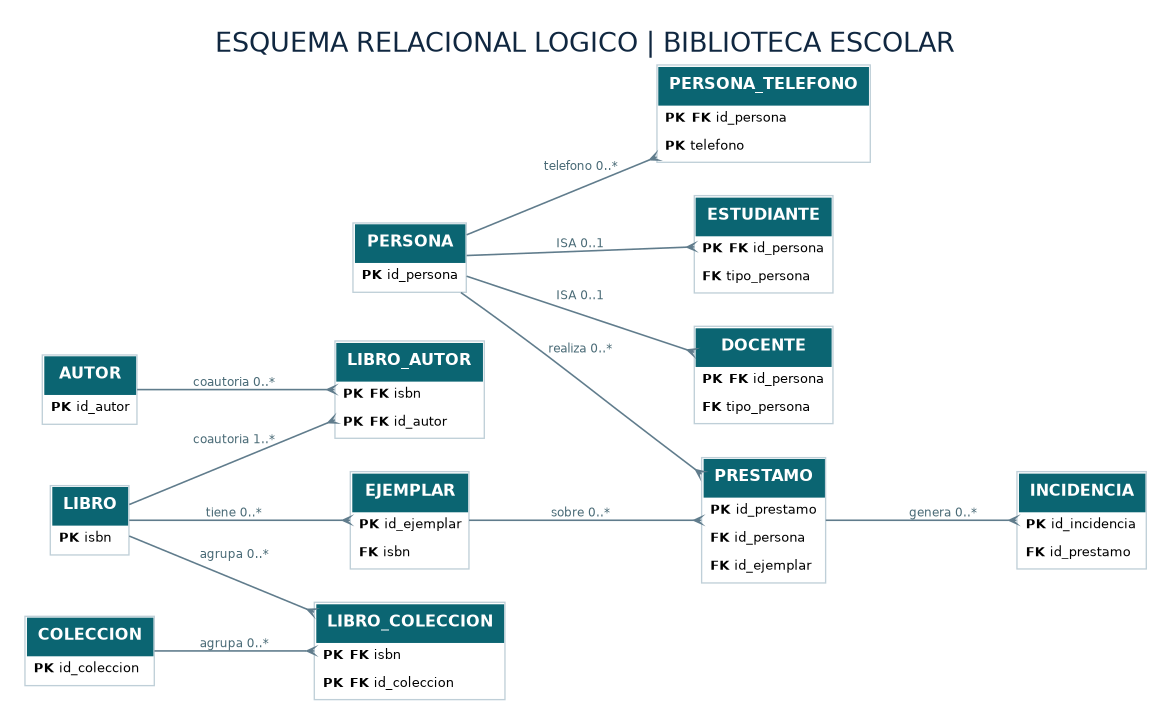 ESQUEMA RELACIONAL LOGICO | BIBLIOTECA ESCOLAR
PERSONA_TELEFONO
PK FK id_persona
PK telefono
telefono 0..*
ESTUDIANTE
PK FK id_persona
FK tipo_persona
PERSONA
PK id_persona
ISA 0..1
ISA 0..1
DOCENTE
PK FK id_persona
FK tipo_persona
realiza 0..*
AUTOR
PK id_autor
coautoria 0..*
LIBRO_AUTOR
PK FK isbn
PK FK id_autor
coautoria 1..*
LIBRO
PK isbn
tiene 0..*
EJEMPLAR
PK id_ejemplar
FK isbn
sobre 0..*
PRESTAMO
PK id_prestamo
FK id_persona
FK id_ejemplar
genera 0..*
INCIDENCIA
PK id_incidencia
FK id_prestamo
agrupa 0..*
COLECCION
PK id_coleccion
agrupa 0..*
LIBRO_COLECCION
PK FK isbn
PK FK id_coleccion